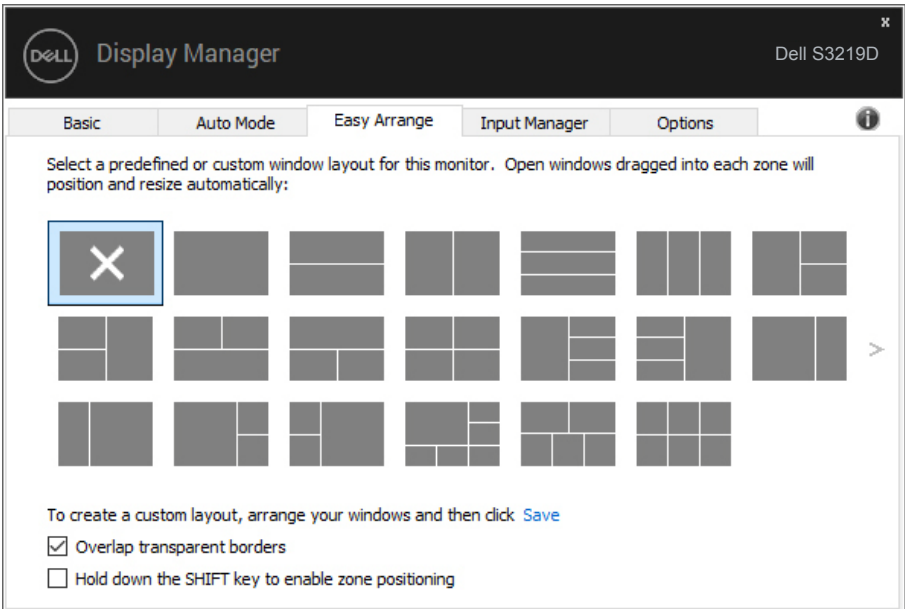 x
DELL Display Manager
Dell S3219D
Basic Auto Mode Easy Arrange Input Manager Options i
Select a predefined or custom window layout for this monitor. Open windows dragged into each zone will
position and resize automatically:
>
To create a custom layout, arrange your windows and then click Save
Overlap transparent borders
Hold down the SHIFT key to enable zone positioning